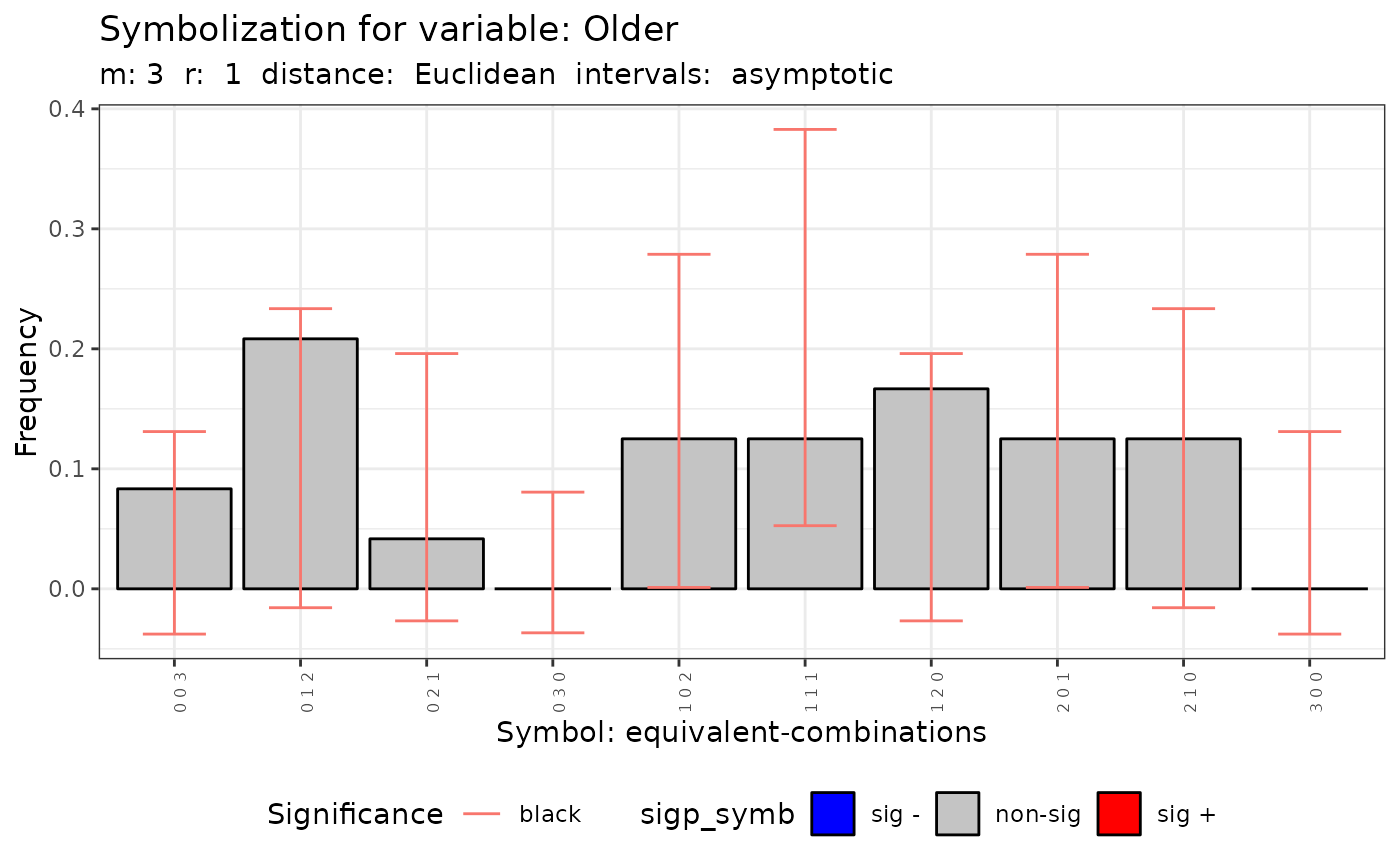 Symbolization for variable: Older
m: 3 r: 1 distance: Euclidean intervals: asymptotic
Frequency
0.4
0.3
0.2
0.1
0.0
0 0 3
0 1 2
0 2 1
0 3 0
1 0 2
1 1 1
1 2 0
2 0 1
2 1 0
3 0 0
Symbol: equivalent-combinations
Significance black sigp_symb sig - non-sig sig +